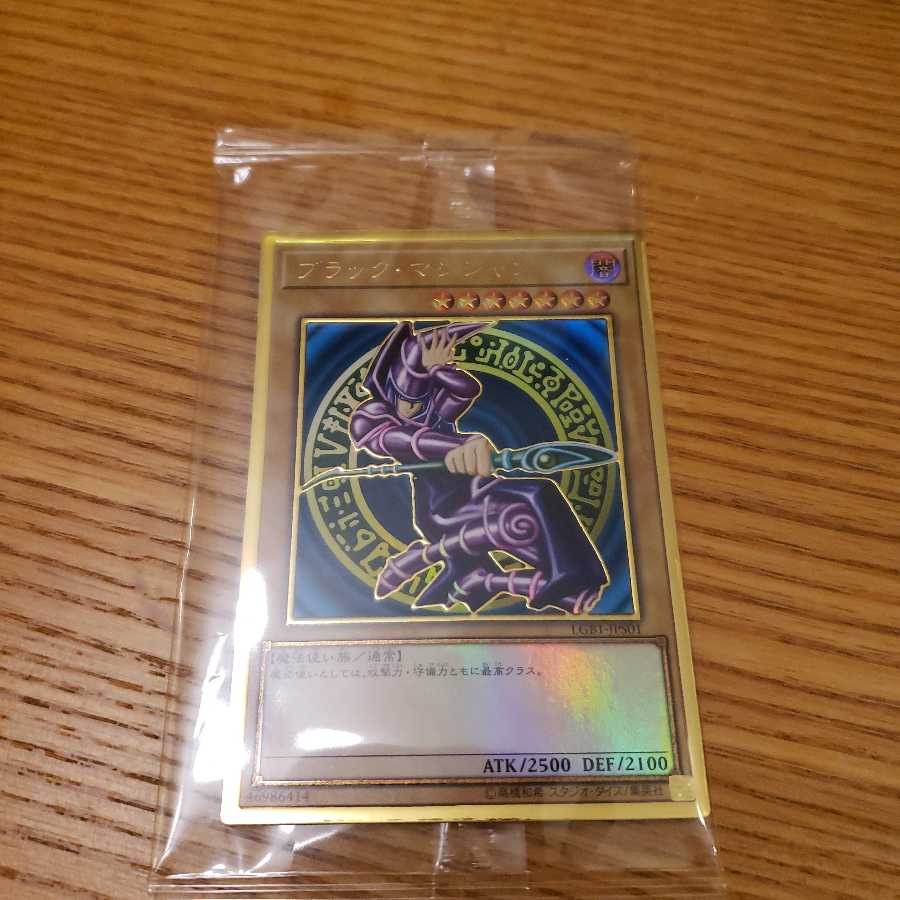 ブラック・マジシャン
闇
LGB1-JPS01
【魔法使い族／通常】
魔法使いとしては、攻撃力・守備力ともに最高クラス。
ATK/2500 DEF/2100
46986414
©高橋和希 スタジオ・ダイス/集英社